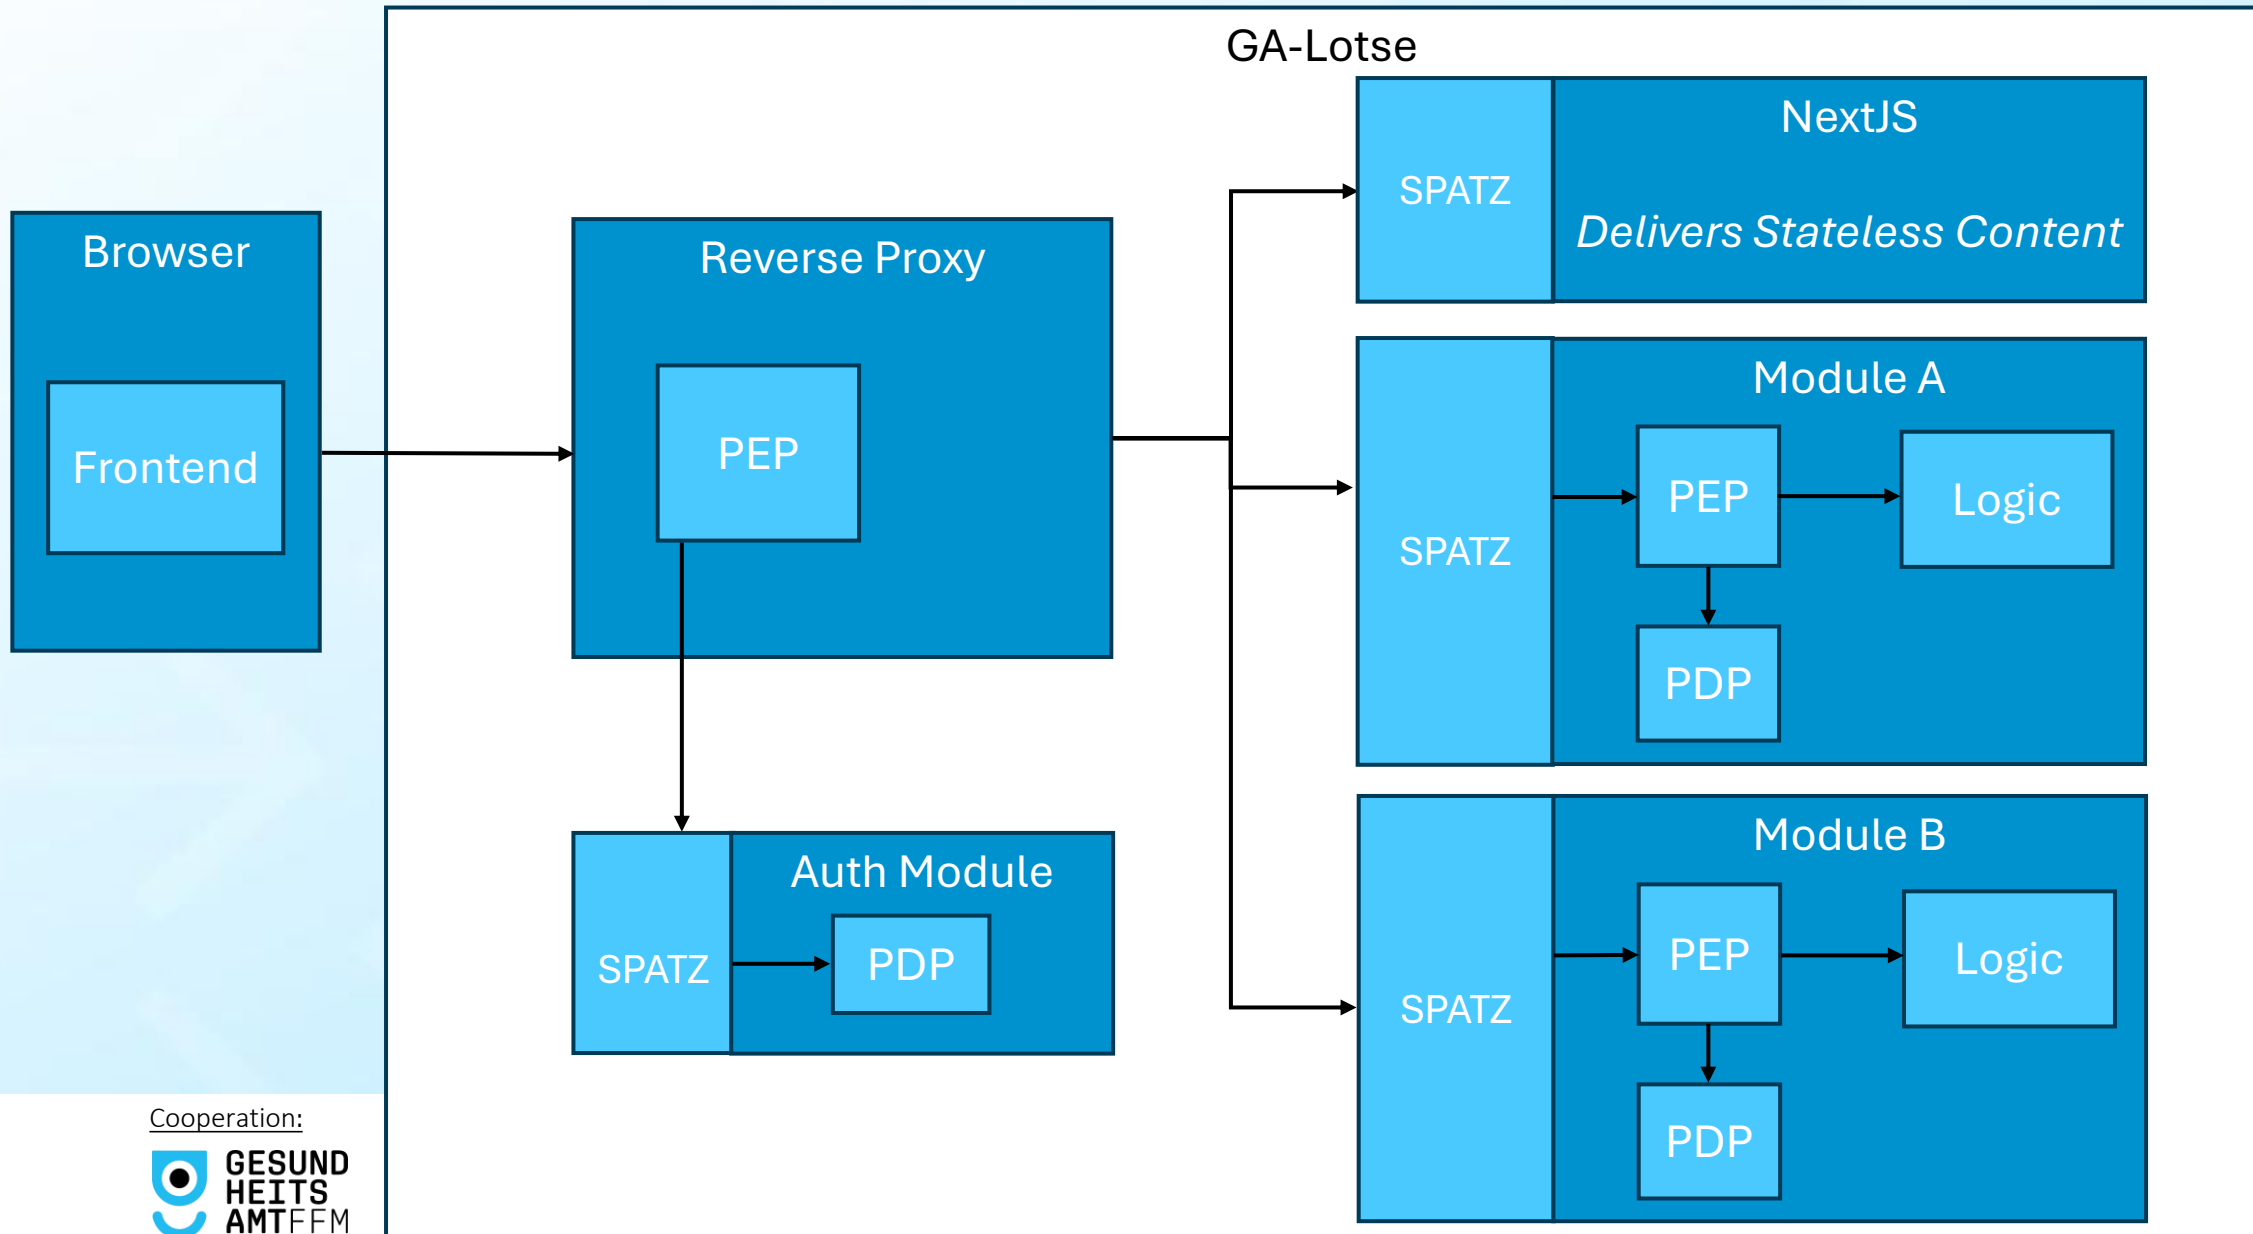 GA-Lotse
Browser
Frontend
Reverse Proxy
PEP
SPATZ
Auth Module
PDP
SPATZ
NextJS
Delivers Stateless Content
SPATZ
Module A
PEP
Logic
PDP
SPATZ
Module B
PEP
Logic
PDP
Cooperation:
GESUND
HEITS
AMTFFM